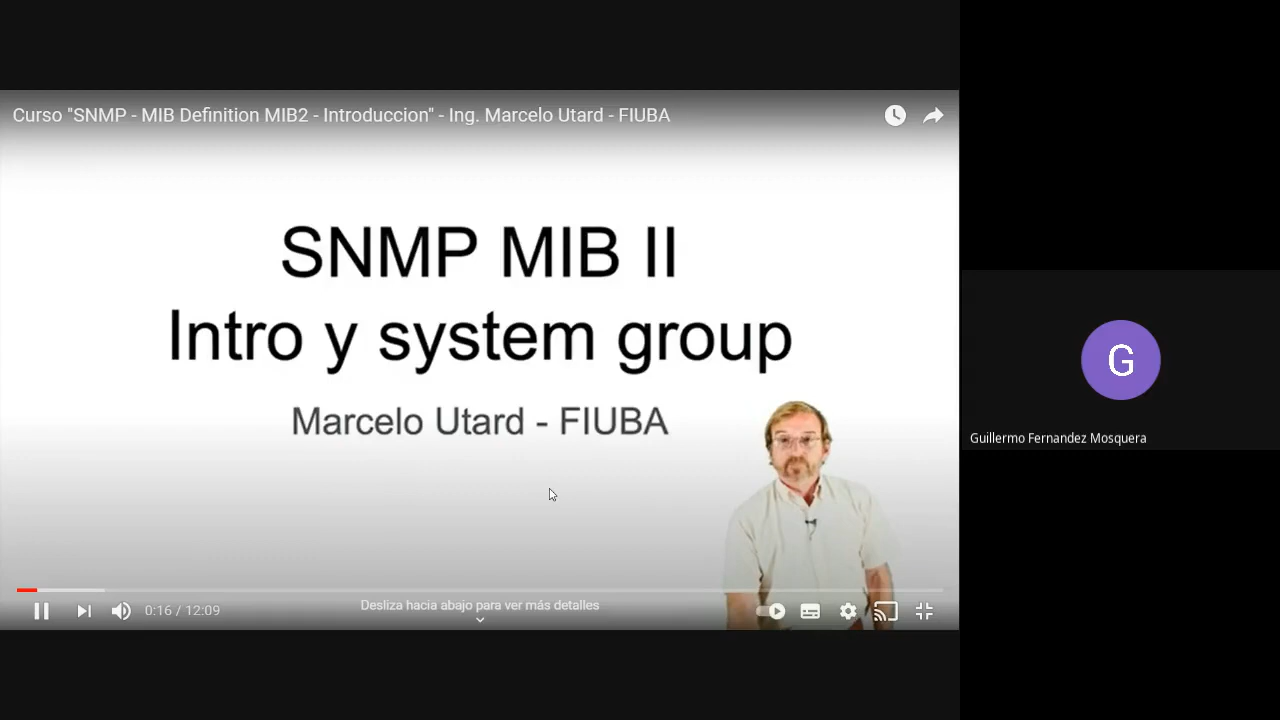 Curso "SNMP - MIB Definition MIB2 - Introduccion" - Ing. Marcelo Utard - FIUBA
SNMP MIB II
Intro y system group
Marcelo Utard - FIUBA
G
Guillermo Fernandez Mosquera
0:16 / 12:09
Desliza hacia abajo para ver más detalles